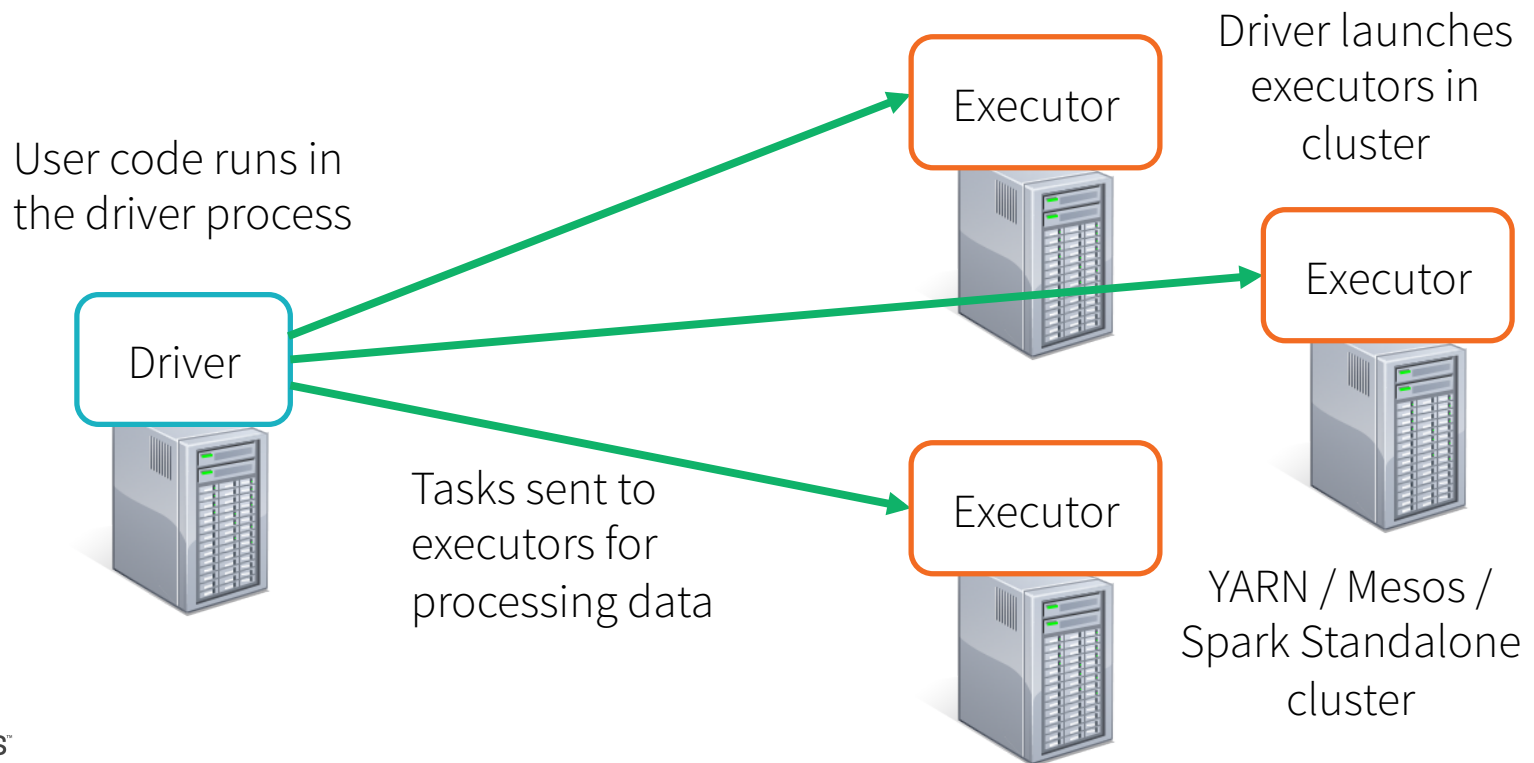 Driver launches
executors in
cluster
Executor
User code runs in
the driver process
Executor
Driver
Tasks sent to
executors for
processing data
Executor
YARN / Mesos /
Spark Standalone
cluster